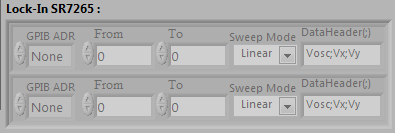 Lock-In SR7265 :
GPIB ADR From To Sweep Mode DataHeader(;)
None 0 0 Linear Vosc;Vx;Vy
GPIB ADR From To Sweep Mode DataHeader(;)
None 0 0 Linear Vosc;Vx;Vy